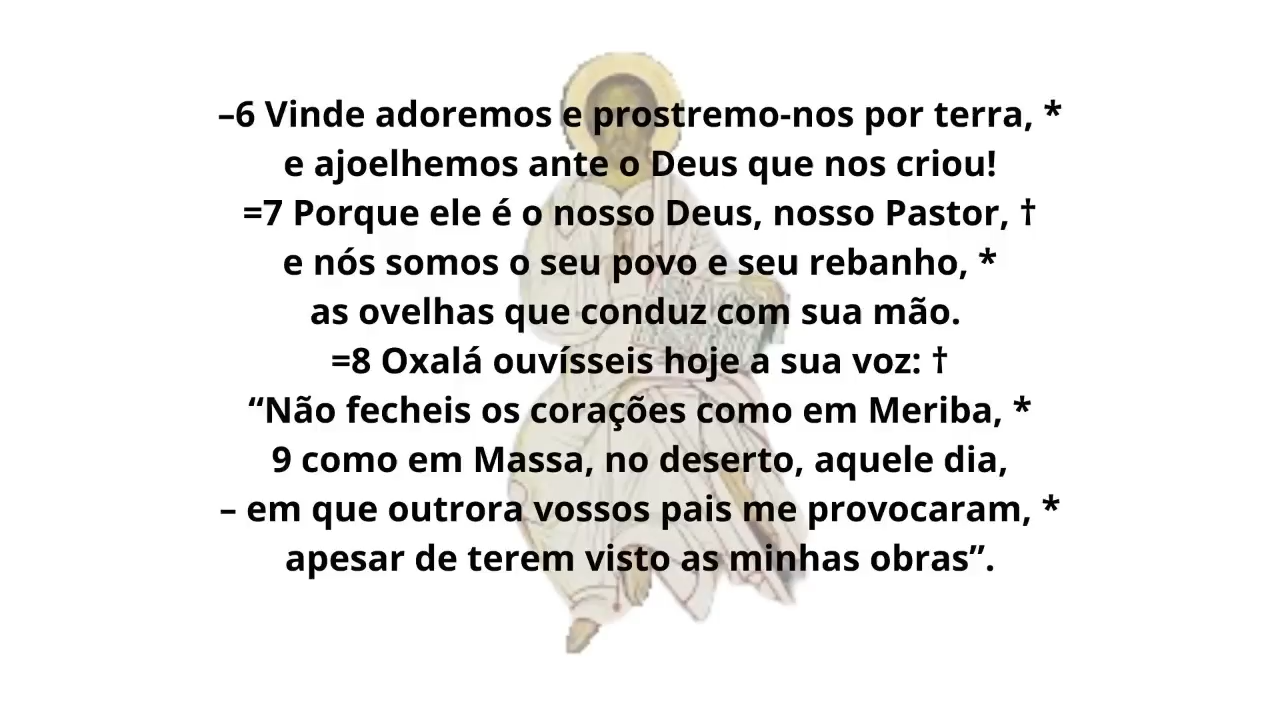 –6 Vinde adoremos e prostremo-nos por terra, *
e ajoelhemos ante o Deus que nos criou!
=7 Porque ele é o nosso Deus, nosso Pastor, †
e nós somos o seu povo e seu rebanho, *
as ovelhas que conduz com sua mão.
=8 Oxalá ouvísseis hoje a sua voz: †
“Não fecheis os corações como em Meriba, *
9 como em Massa, no deserto, aquele dia,
– em que outrora vossos pais me provocaram, *
apesar de terem visto as minhas obras”.